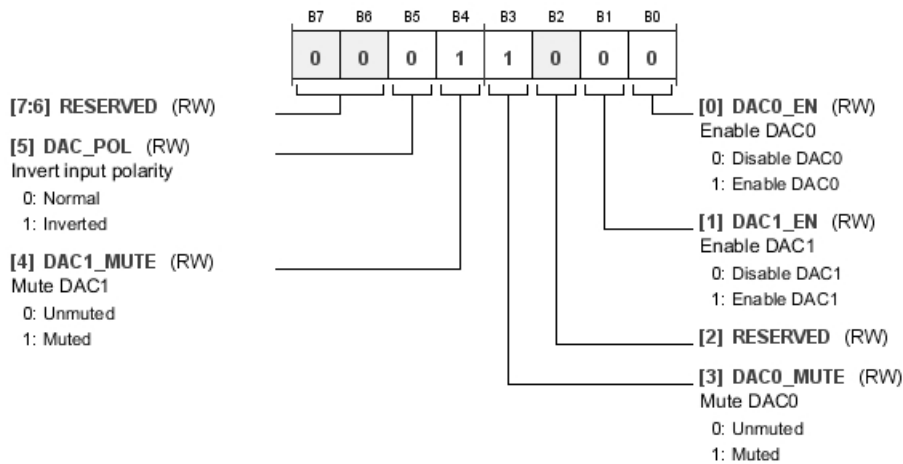 B7 B6 B5 B4 B3 B2 B1 B0
0 0 0 1 1 0 0 0
[7:6] RESERVED (RW)
[5] DAC_POL (RW)
Invert input polarity
0: Normal
1: Inverted
[4] DAC1_MUTE (RW)
Mute DAC1
0: Unmuted
1: Muted
[0] DAC0_EN (RW)
Enable DAC0
0: Disable DAC0
1: Enable DAC0
[1] DAC1_EN (RW)
Enable DAC1
0: Disable DAC1
1: Enable DAC1
[2] RESERVED (RW)
[3] DAC0_MUTE (RW)
Mute DAC0
0: Unmuted
1: Muted